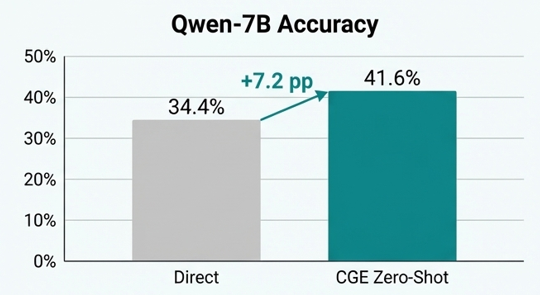 Qwen-7B Accuracy
50%
40%
30%
20%
10%
0%
34.4%
+7.2 pp
41.6%
Direct
CGE Zero-Shot